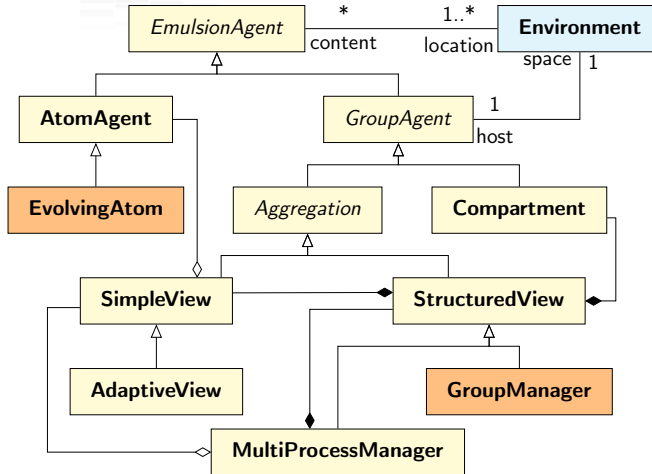 EmulsionAgent
*
1..*
Environment
content
location
space
1
AtomAgent
GroupAgent
1
host
EvolvingAtom
Aggregation
Compartment
SimpleView
StructuredView
AdaptiveView
GroupManager
MultiProcessManager